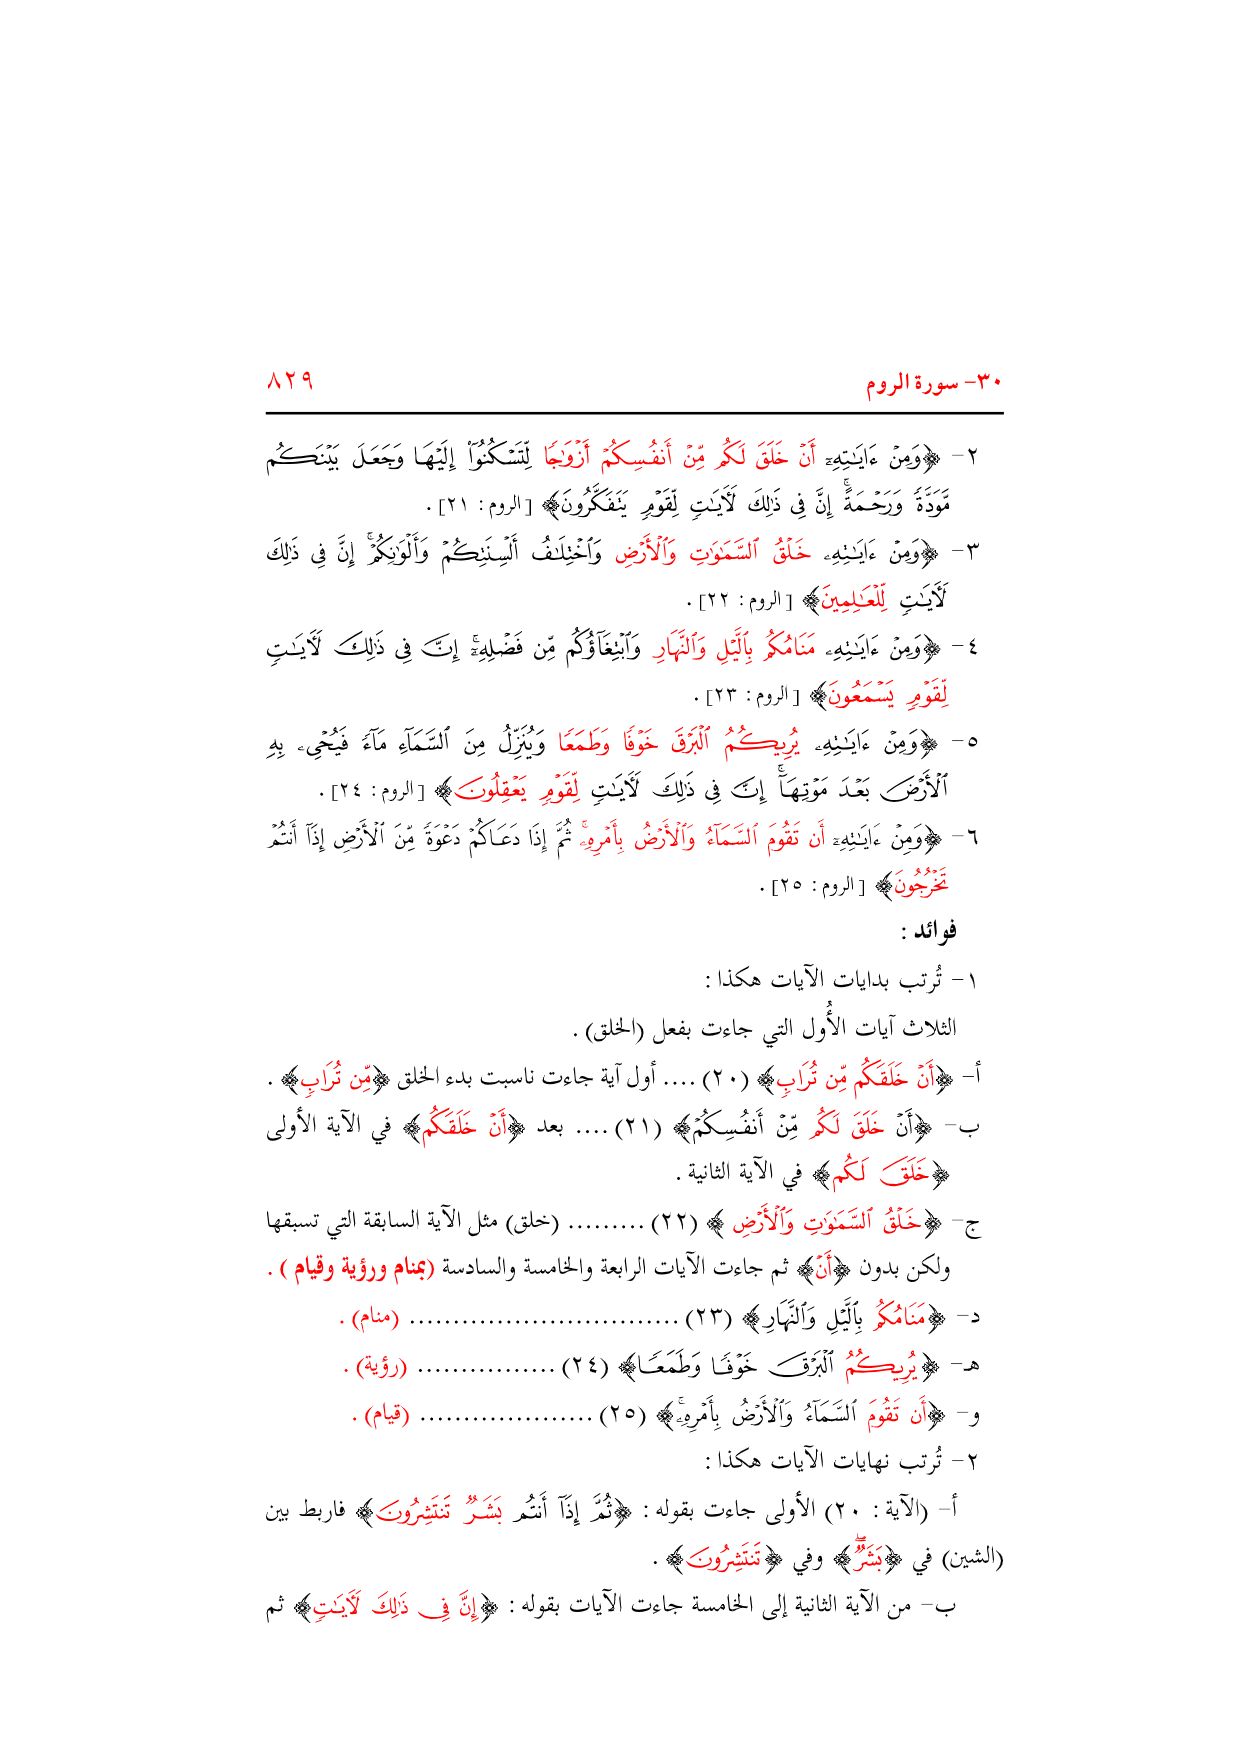 ٣٠- سورة الروم ٨٢٩
٢- ﴿وَمِنْ ءَايَٰتِهِۦٓ أَنْ خَلَقَ لَكُم مِّنْ أَنفُسِكُمْ أَزْوَٰجًا لِّتَسْكُنُوٓا۟ إِلَيْهَا وَجَعَلَ بَيْنَكُم
مَّوَدَّةً وَرَحْمَةً ۚ إِنَّ فِى ذَٰلِكَ لَءَايَٰتٍ لِّقَوْمٍ يَتَفَكَّرُونَ﴾ [الروم: ٢١] .
٣- ﴿وَمِنْ ءَايَٰتِهِۦ خَلْقُ ٱلسَّمَٰوَٰتِ وَٱلْأَرْضِ وَٱخْتِلَٰفُ أَلْسِنَتِكُمْ وَأَلْوَٰنِكُمْ ۚ إِنَّ فِى ذَٰلِكَ
لَءَايَٰتٍ لِّلْعَٰلِمِينَ﴾ [الروم: ٢٢] .
٤- ﴿وَمِنْ ءَايَٰتِهِۦ مَنَامُكُم بِٱلَّيْلِ وَٱلنَّهَارِ وَٱبْتِغَآؤُكُم مِّن فَضْلِهِۦٓ ۚ إِنَّ فِى ذَٰلِكَ لَءَايَٰتٍ
لِّقَوْمٍ يَسْمَعُونَ﴾ [الروم: ٢٣] .
٥- ﴿وَمِنْ ءَايَٰتِهِۦ يُرِيكُمُ ٱلْبَرْقَ خَوْفًا وَطَمَعًا وَيُنَزِّلُ مِنَ ٱلسَّمَآءِ مَآءً فَيُحْىِۦ بِهِ
ٱلْأَرْضَ بَعْدَ مَوْتِهَآ ۚ إِنَّ فِى ذَٰلِكَ لَءَايَٰتٍ لِّقَوْمٍ يَعْقِلُونَ﴾ [الروم: ٢٤] .
٦- ﴿وَمِنْ ءَايَٰتِهِۦٓ أَن تَقُومَ ٱلسَّمَآءُ وَٱلْأَرْضُ بِأَمْرِهِۦ ۚ ثُمَّ إِذَا دَعَاكُمْ دَعْوَةً مِّنَ ٱلْأَرْضِ إِذَآ أَنتُمْ
تَخْرُجُونَ﴾ [الروم: ٢٥] .
فوائد :
١- تُرتب بدايات الآيات هكذا :
الثلاث آيات الأُول التي جاءت بفعل (الخلق) .
أ- ﴿أَنْ خَلَقَكُم مِّن تُرَابٍ﴾ (٢٠) .... أول آية جاءت ناسبت بدء الخلق ﴿مِّن تُرَابٍ﴾ .
ب- ﴿أَنْ خَلَقَ لَكُم مِّنْ أَنفُسِكُمْ﴾ (٢١) .... بعد ﴿أَنْ خَلَقَكُم﴾ في الآية الأولى
﴿خَلَقَ لَكُم﴾ في الآية الثانية .
ج- ﴿خَلْقُ ٱلسَّمَٰوَٰتِ وَٱلْأَرْضِ ﴾ (٢٢) ......... (خلق) مثل الآية السابقة التي تسبقها
ولكن بدون ﴿أَنْ﴾ ثم جاءت الآيات الرابعة والخامسة والسادسة (بمنام ورؤية وقيام ) .
د- ﴿مَنَامُكُم بِٱلَّيْلِ وَٱلنَّهَارِ﴾ (٢٣) ............................... (منام) .
هـ- ﴿يُرِيكُمُ ٱلْبَرْقَ خَوْفًا وَطَمَعًا﴾ (٢٤) ................ (رؤية) .
و- ﴿أَن تَقُومَ ٱلسَّمَآءُ وَٱلْأَرْضُ بِأَمْرِهِۦ ۚ﴾ (٢٥) .................... (قيام) .
٢- تُرتب نهايات الآيات هكذا :
أ- (الآية : ٢٠) الأولى جاءت بقوله : ﴿ثُمَّ إِذَآ أَنتُم بَشَرٌ تَنتَشِرُونَ﴾ فاربط بين
(الشين) في ﴿بَشَرٌ ۖ﴾ وفي ﴿تَنتَشِرُونَ﴾ .
ب- من الآية الثانية إلى الخامسة جاءت الآيات بقوله : ﴿إِنَّ فِى ذَٰلِكَ لَءَايَٰتٍ﴾ ثم